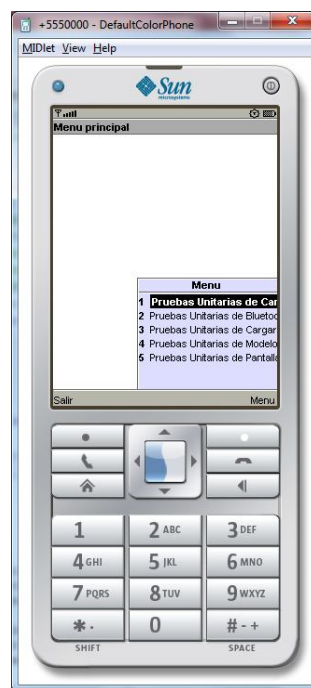 +5550000 - DefaultColorPhone
MIDlet View Help
Sun
microsystems
Menu principal
Menu
1 Pruebas Unitarias de Car
2 Pruebas Unitarias de Bluetoo
3 Pruebas Unitarias de Cargar
4 Pruebas Unitarias de Modelo
5 Pruebas Unitarias de Pantalla
Salir Menu
1 2 ABC 3 DEF
4 GHI 5 JKL 6 MNO
7 PQRS 8 TUV 9 WXYZ
* . 0 # - +
SHIFT SPACE